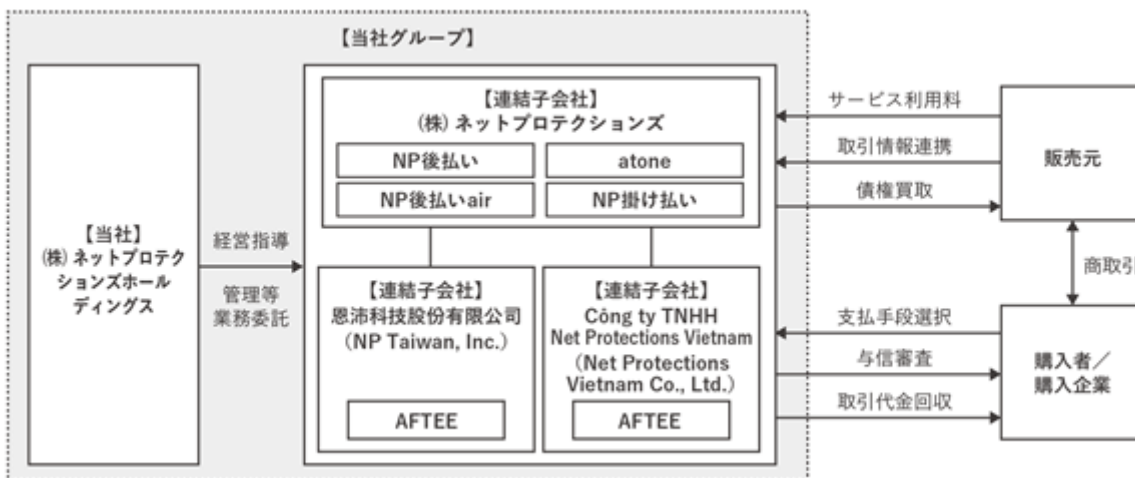 【当社グループ】
【当社】
(株) ネットプロテク
ションズホール
ディングス
経営指導
管理等
業務委託
【連結子会社】
(株) ネットプロテクションズ
NP後払い
atone
NP後払いair
NP掛け払い
【連結子会社】
恩沛科技股份有限公司
(NP Taiwan, Inc.)
AFTEE
【連結子会社】
Công ty TNHH
Net Protections Vietnam
(Net Protections
Vietnam Co., Ltd.)
AFTEE
サービス利用料
取引情報連携
債権買取
販売元
商取引
支払手段選択
与信審査
取引代金回収
購入者／
購入企業